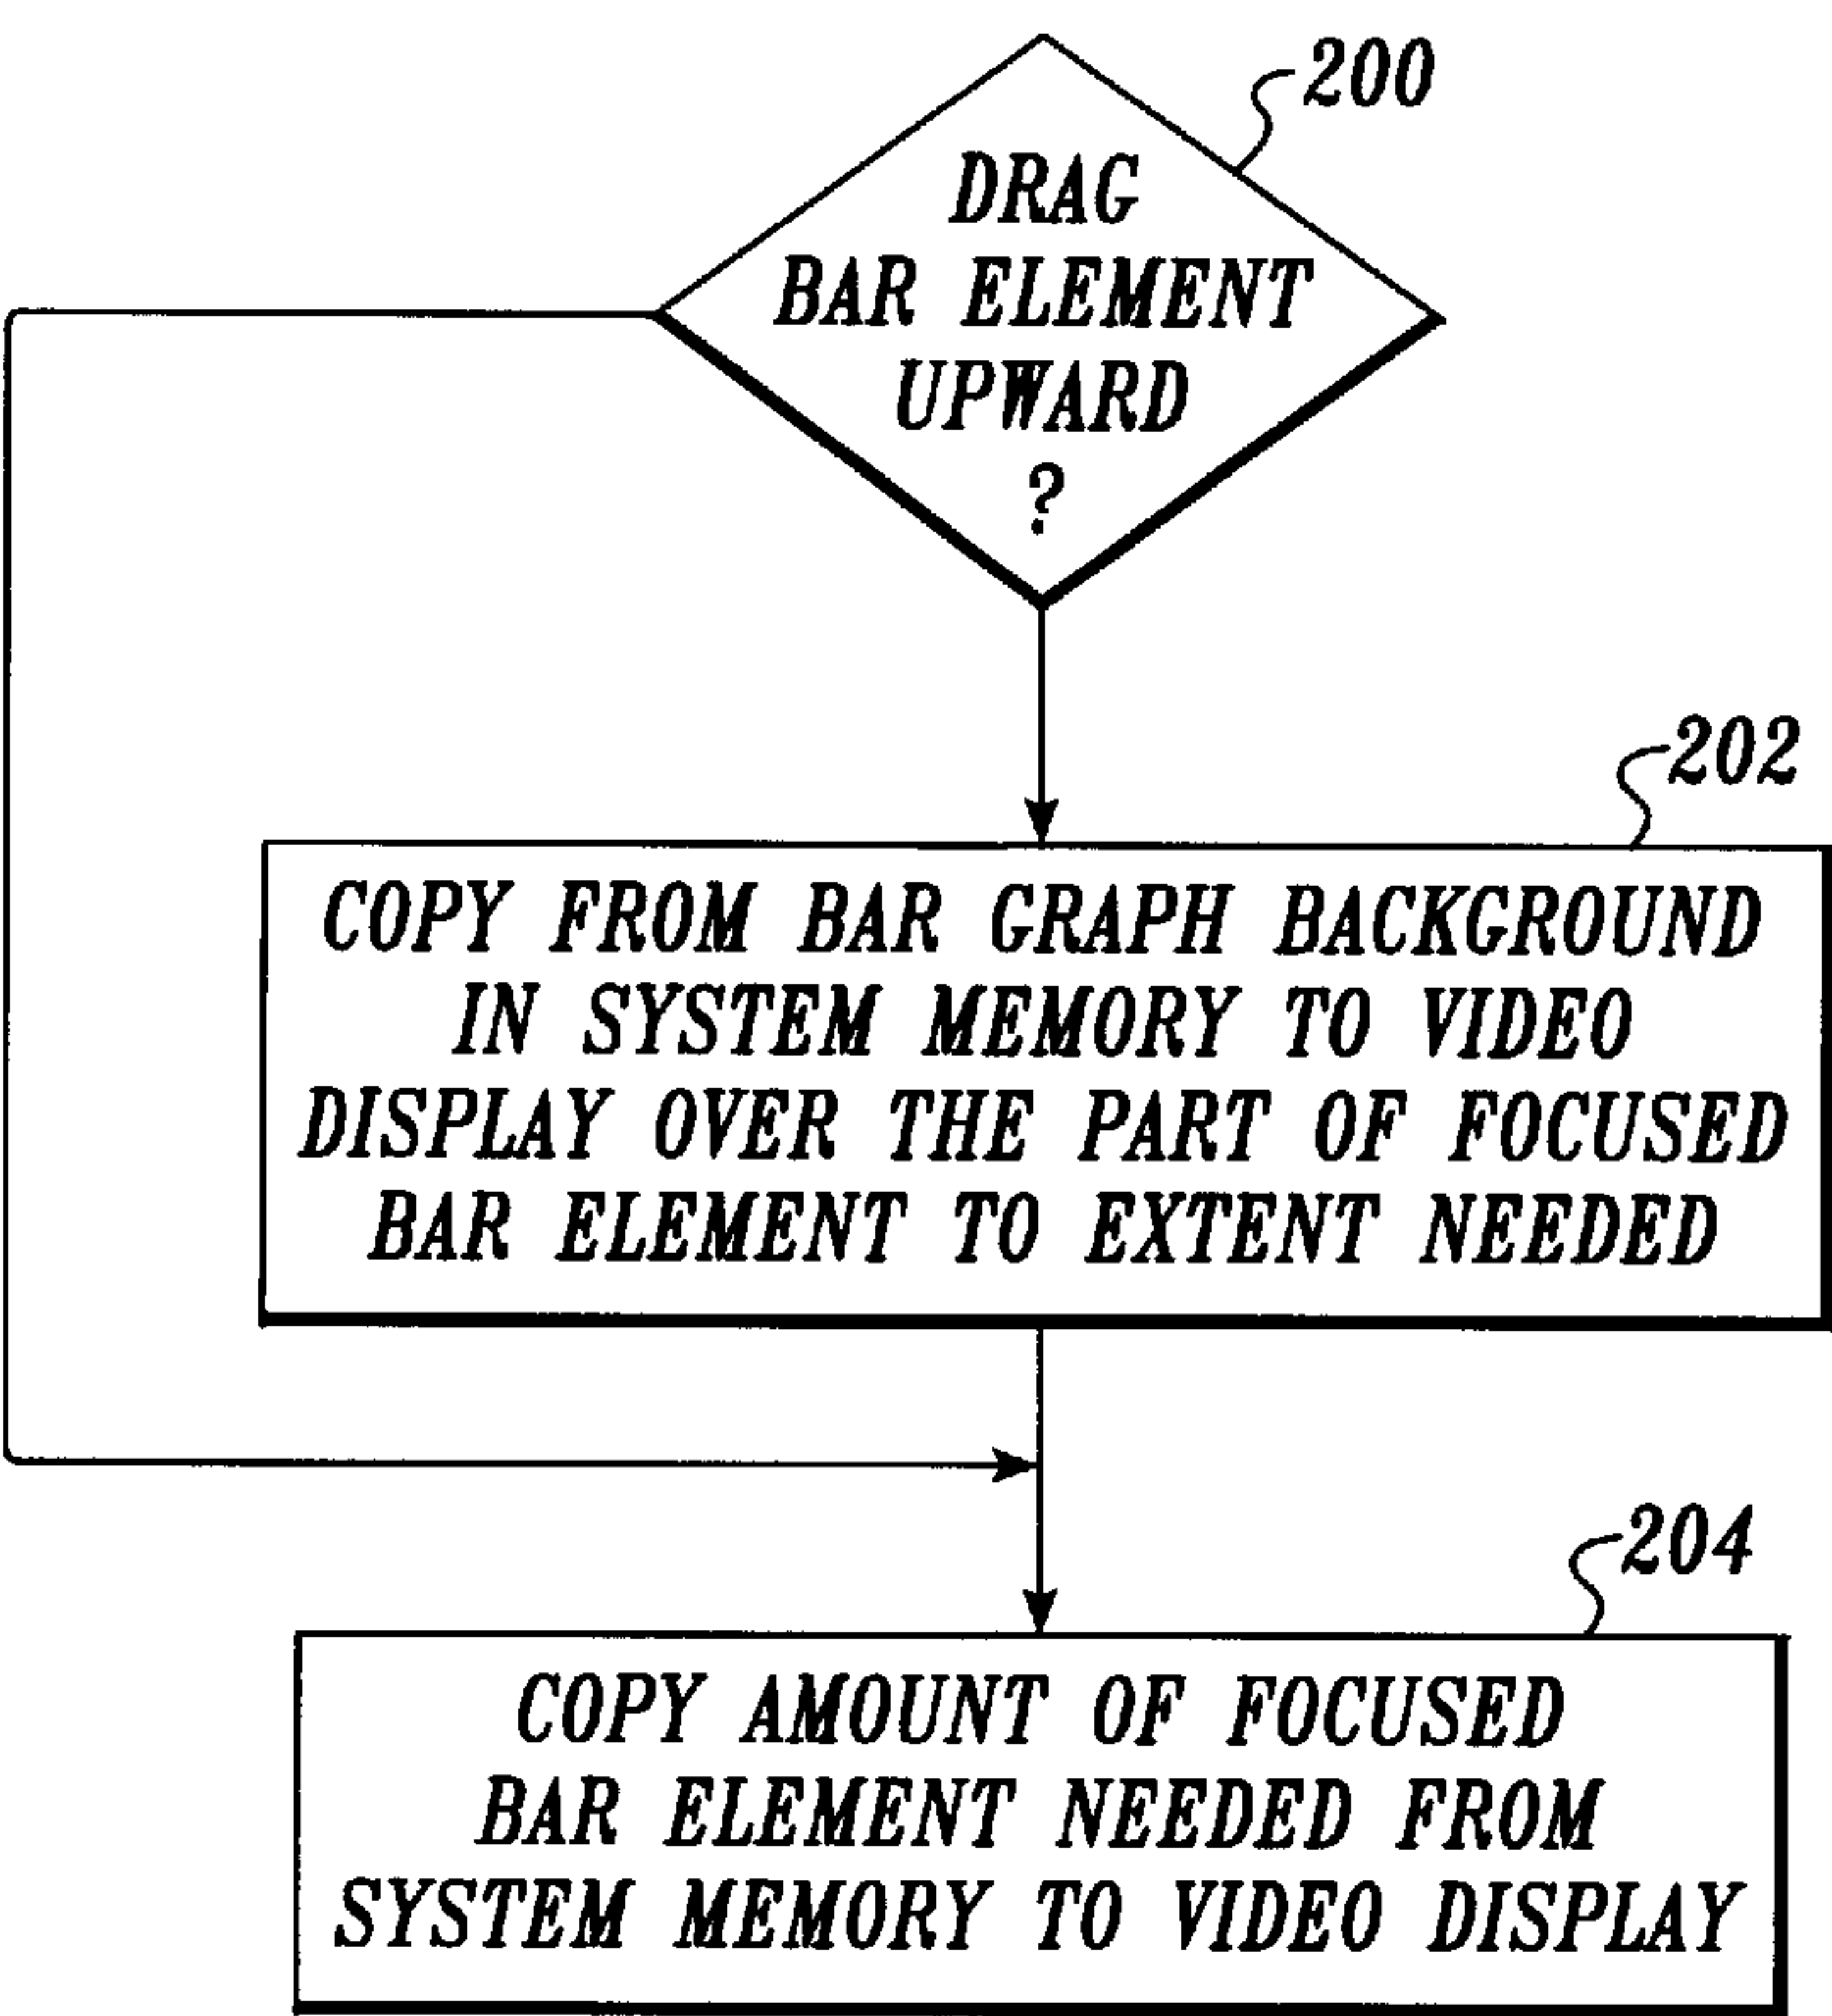 200
DRAG
BAR ELEMENT
UPWARD
?
202
COPY FROM BAR GRAPH BACKGROUND
IN SYSTEM MEMORY TO VIDEO
DISPLAY OVER THE PART OF FOCUSED
BAR ELEMENT TO EXTENT NEEDED
204
COPY AMOUNT OF FOCUSED
BAR ELEMENT NEEDED FROM
SYSTEM MEMORY TO VIDEO DISPLAY